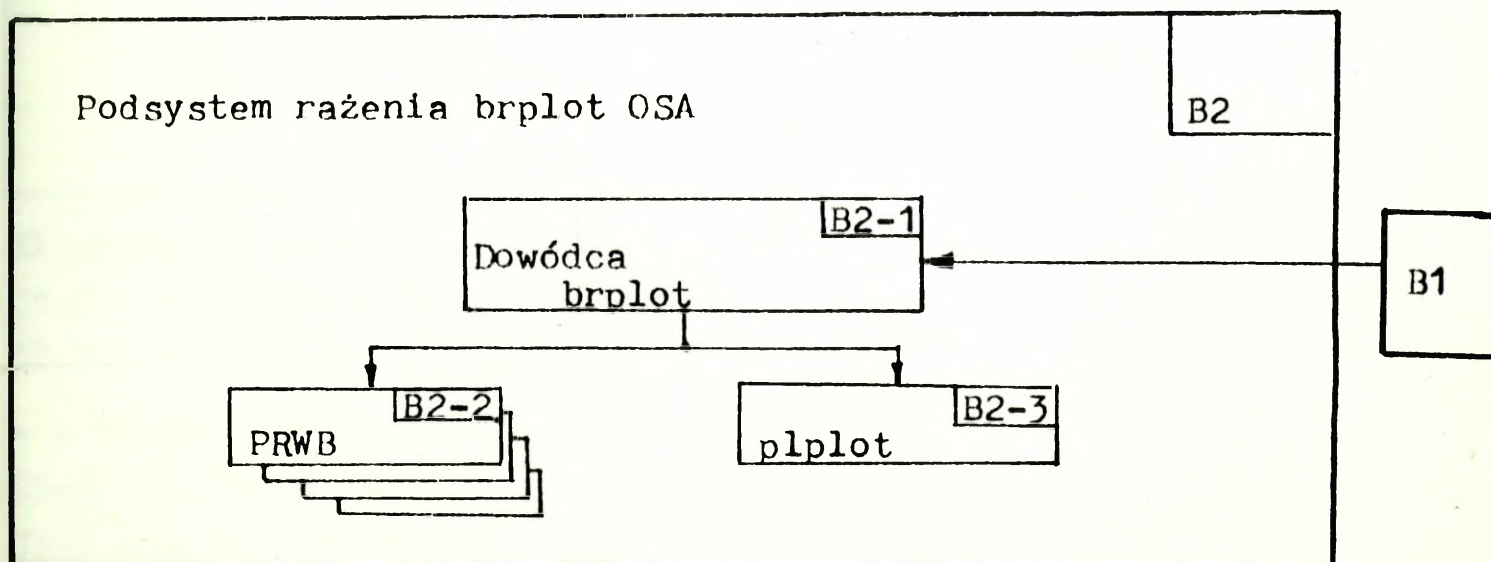 Podsystem rażenia brplot OSA
B2
B2-1
Dowódca
brplot
B1
B2-2
PRWB
B2-3
plplot